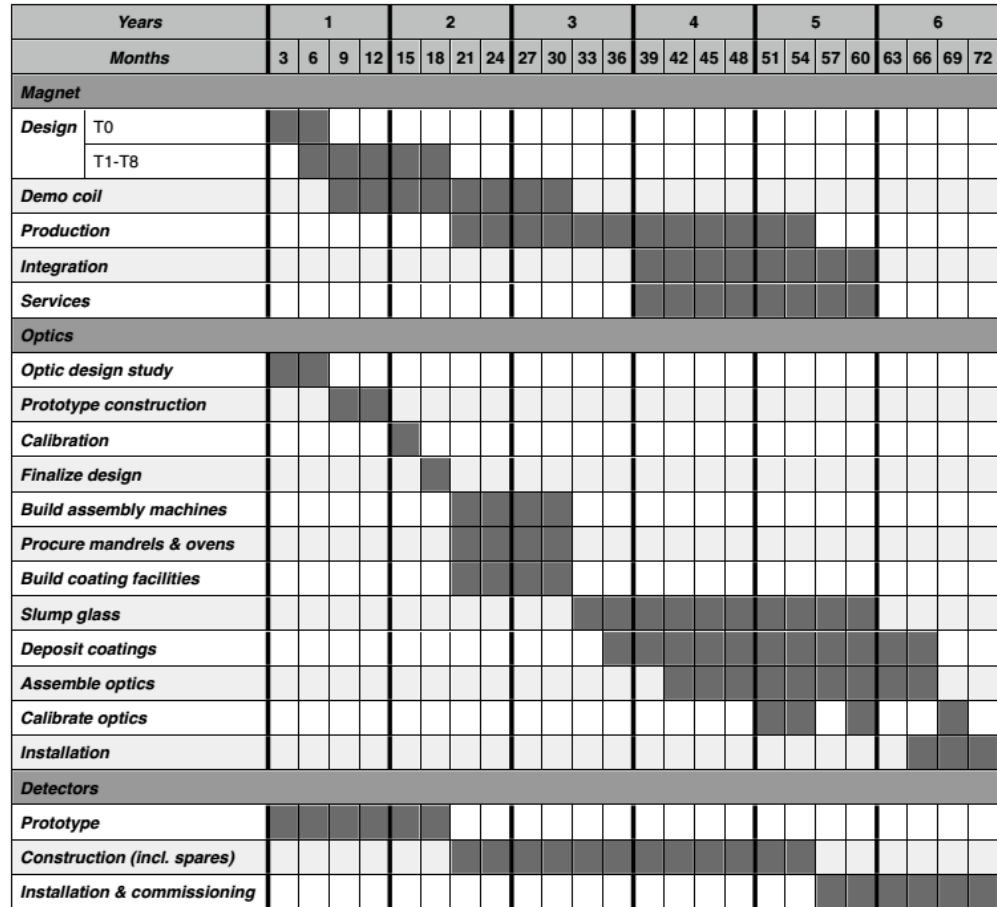 Years 1 2 3 4 5 6
Months 3 6 9 12 15 18 21 24 27 30 33 36 39 42 45 48 51 54 57 60 63 66 69 72
Magnet
Design T0
T1-T8
Demo coil
Production
Integration
Services
Optics
Optic design study
Prototype construction
Calibration
Finalize design
Build assembly machines
Procure mandrels & ovens
Build coating facilities
Slump glass
Deposit coatings
Assemble optics
Calibrate optics
Installation
Detectors
Prototype
Construction (incl. spares)
Installation & commissioning